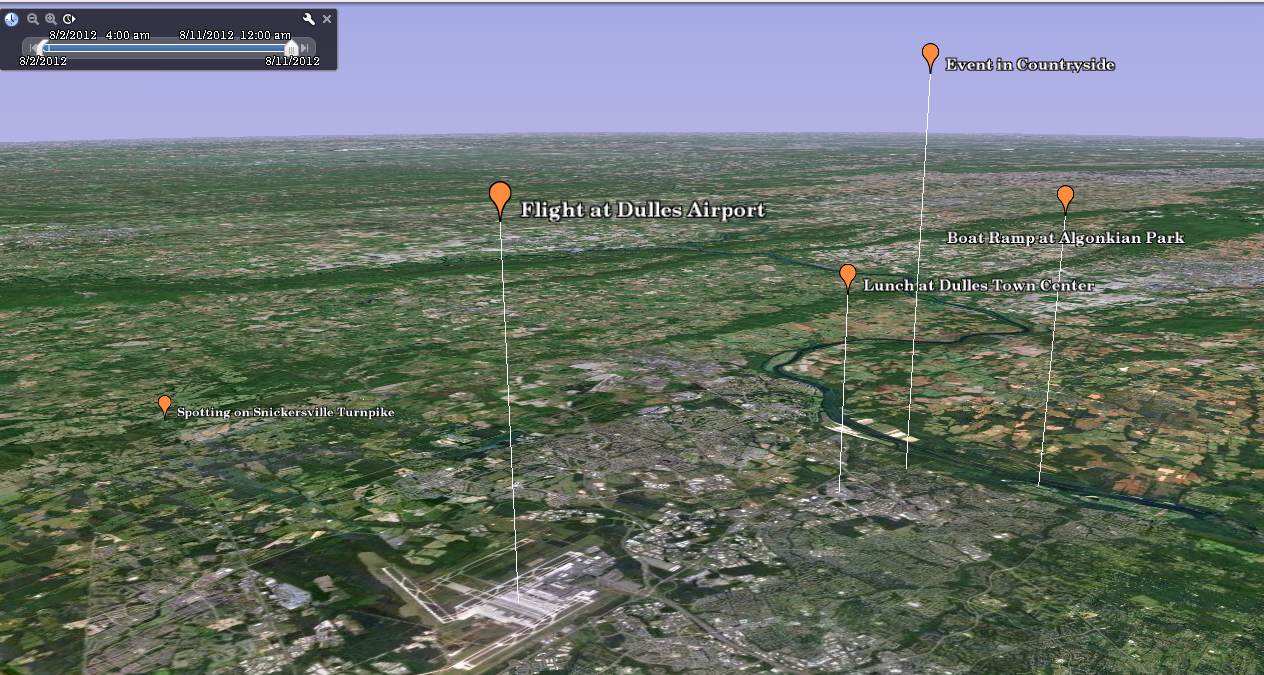 8/2/2012   4:00 am
8/11/2012  12:00 am
8/2/2012
8/11/2012
Event in Countryside
Flight at Dulles Airport
Boat Ramp at Algonkian Park
Lunch at Dulles Town Center
Spotting on Snickersville Turnpike